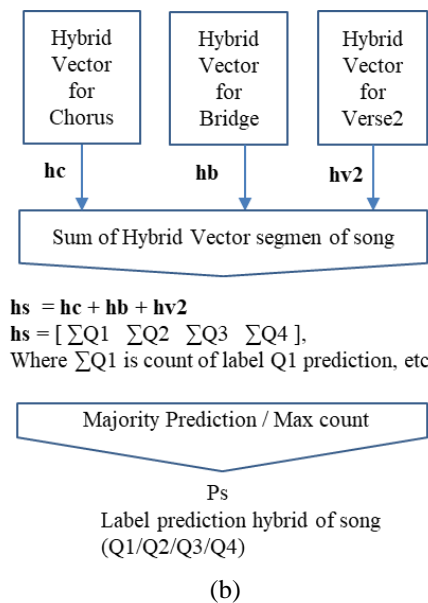 Hybrid Vector for Chorus
Hybrid Vector for Bridge
Hybrid Vector for Verse2
hc
hb
hv2
Sum of Hybrid Vector segmen of song
hs = hc + hb + hv2
hs = [ ∑Q1 ∑Q2 ∑Q3 ∑Q4 ],
Where ∑Q1 is count of label Q1 prediction, etc
Majority Prediction / Max count
Ps
Label prediction hybrid of song
(Q1/Q2/Q3/Q4)
(b)